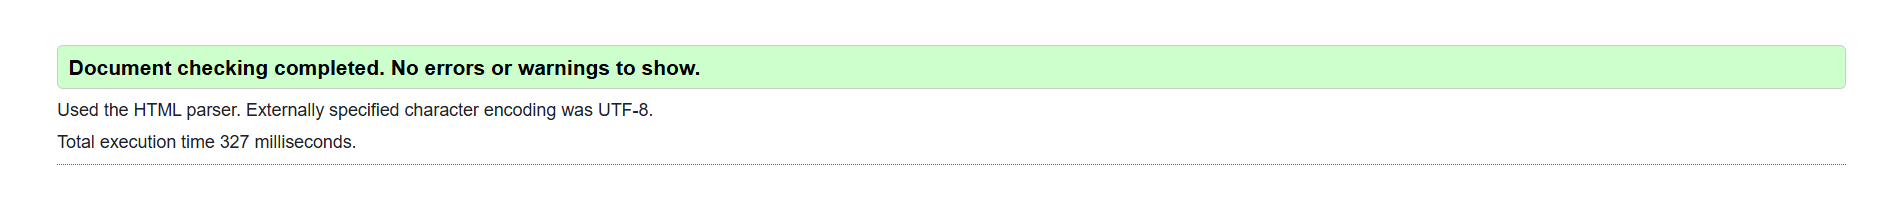 Document checking completed. No errors or warnings to show.
Used the HTML parser. Externally specified character encoding was UTF-8.
Total execution time 327 milliseconds.